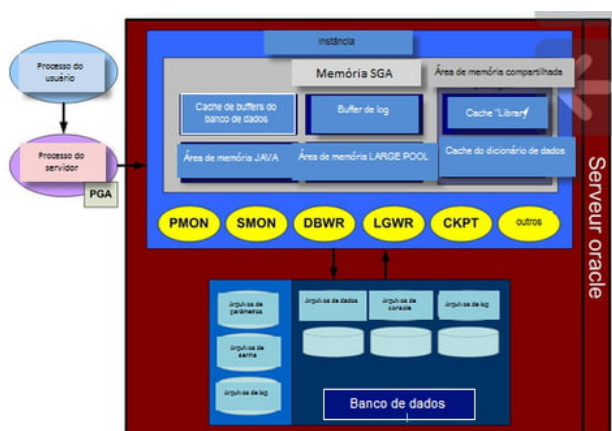 Instância
Processo do
usuário
Memória SGA
Área de memória compartilhada
Cache de buffers do
banco de dados
Buffer de log
Cache "Library
Processo do
servidor
PGA
Área de memória JAVA
Área de memória LARGE POOL
Cache do dicionário de dados
PMON
SMON
DBWR
LGWR
CKPT
outros
Serveur oracle
Arquivos de
parâmetros
Arquivos de dados
Arquivos de
console
Arquivos de log
Arquivos de
senha
Arquivos de log
Banco de dados